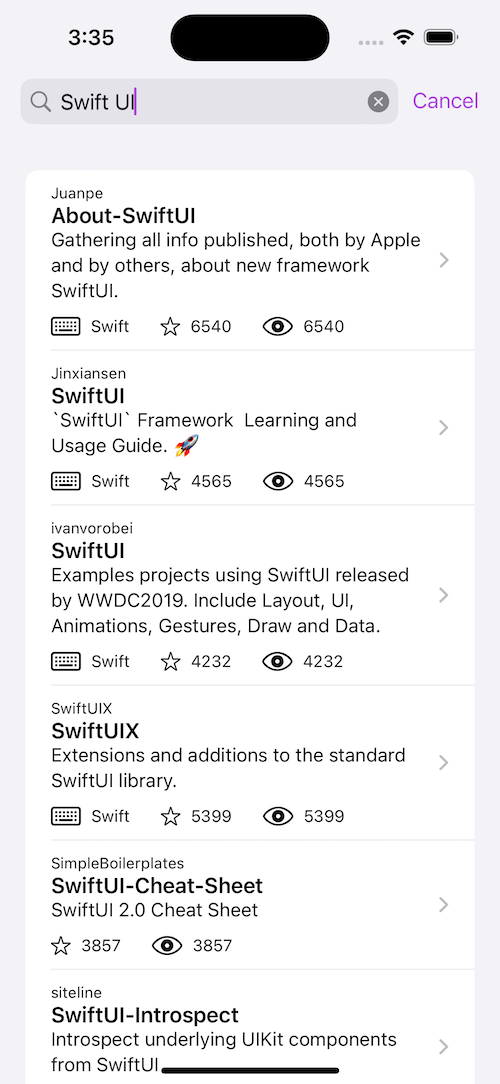 3:35
Swift UI
Cancel
Juanpe
About-SwiftUI
Gathering all info published, both by Apple
and by others, about new framework
SwiftUI.
Swift 6540 6540
Jinxiansen
SwiftUI
`SwiftUI` Framework  Learning and
Usage Guide. 🚀
Swift 4565 4565
ivanvorobei
SwiftUI
Examples projects using SwiftUI released
by WWDC2019. Include Layout, UI,
Animations, Gestures, Draw and Data.
Swift 4232 4232
SwiftUIX
SwiftUIX
Extensions and additions to the standard
SwiftUI library.
Swift 5399 5399
SimpleBoilerplates
SwiftUI-Cheat-Sheet
SwiftUI 2.0 Cheat Sheet
3857 3857
siteline
SwiftUI-Introspect
Introspect underlying UIKit components
from SwiftUI